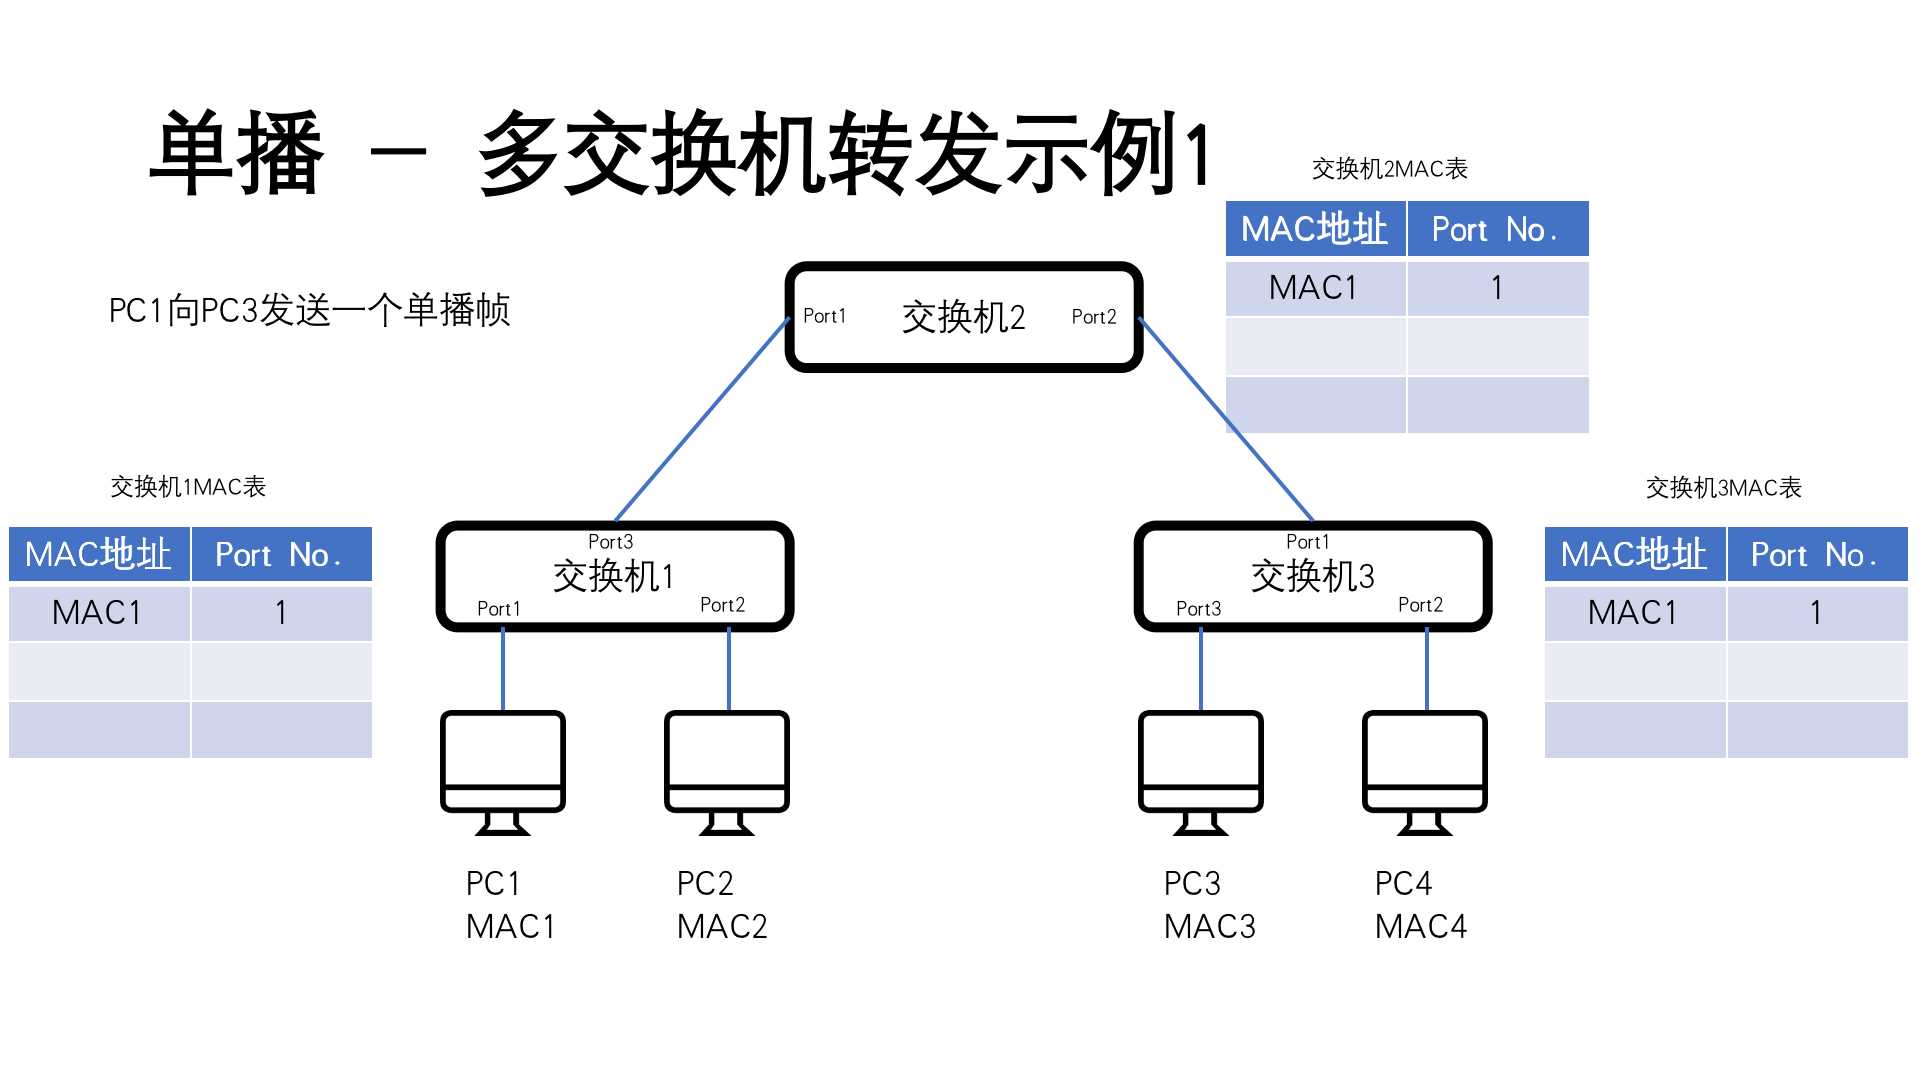 单播 – 多交换机转发示例1
PC1向PC3发送一个单播帧
交换机2MAC表
MAC地址 Port No.
MAC1 1
Port1 交换机2 Port2
交换机1MAC表
MAC地址 Port No.
MAC1 1
Port3
交换机1
Port1 Port2
Port1
交换机3
Port3 Port2
交换机3MAC表
MAC地址 Port No.
MAC1 1
PC1
MAC1
PC2
MAC2
PC3
MAC3
PC4
MAC4